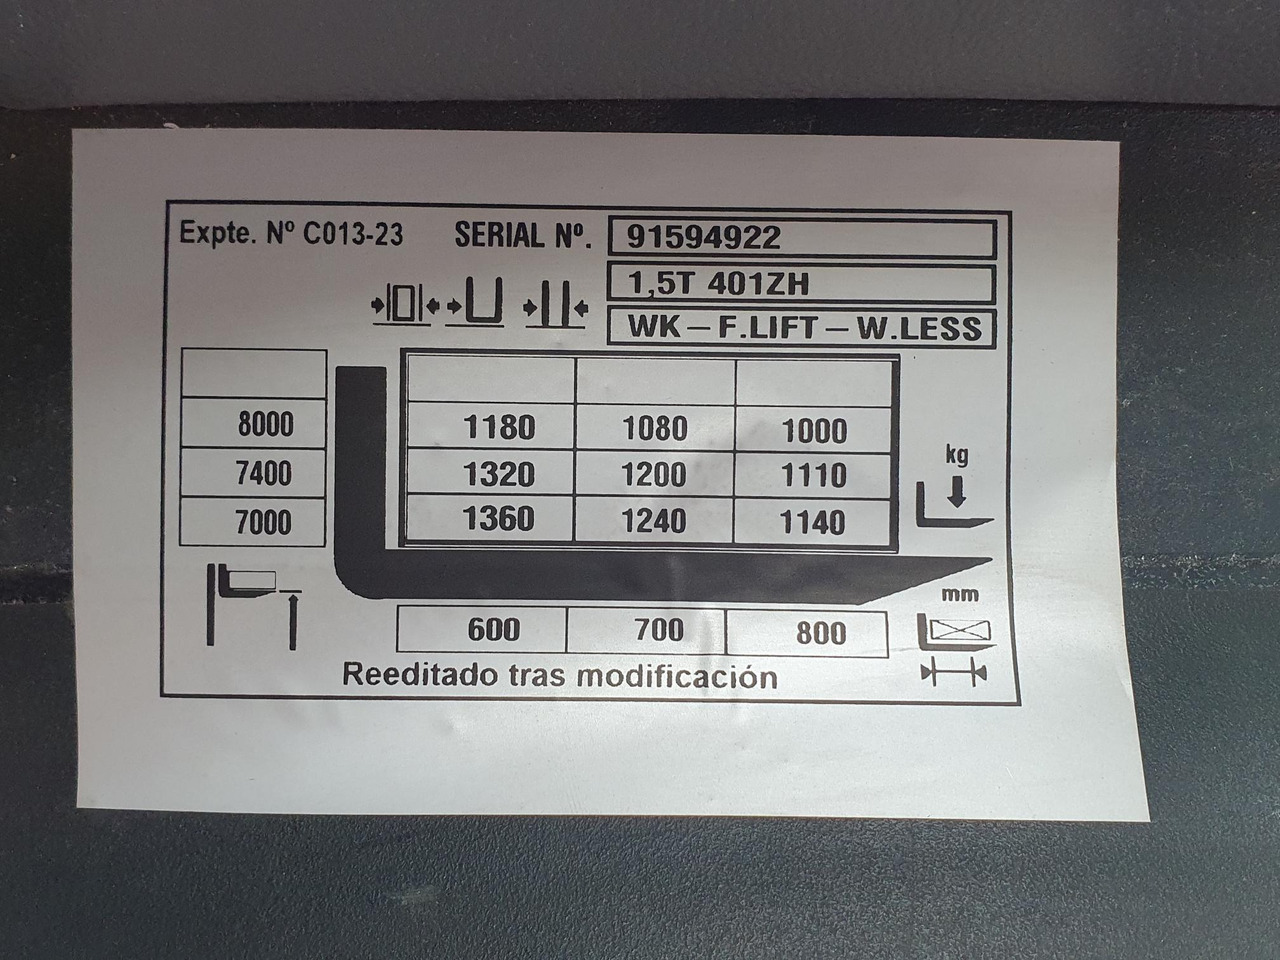 Expte. Nº C013-23 SERIAL Nº. 91594922
1,5T 401ZH
WK – F.LIFT – W.LESS
8000 1180 1080 1000
7400 1320 1200 1110
7000 1360 1240 1140
kg
mm
600 700 800
Reeditado tras modificación